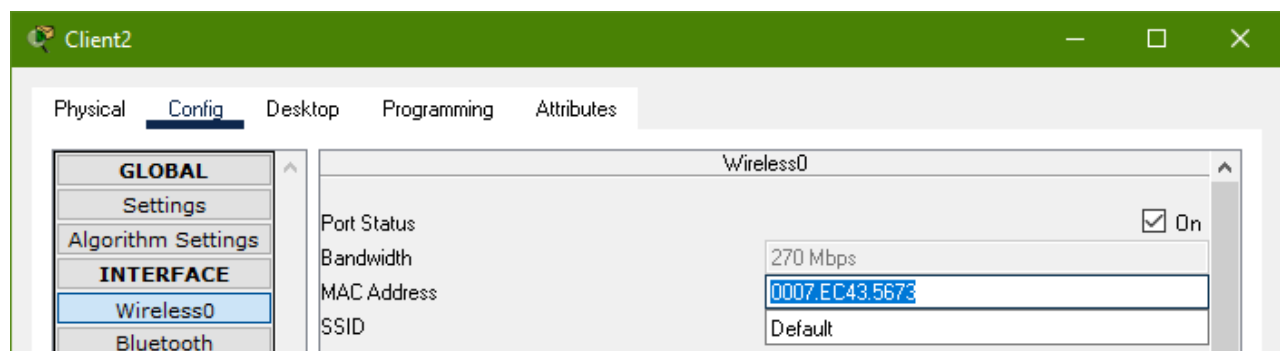 Client2
Physical Config Desktop Programming Attributes
GLOBAL
Settings
Algorithm Settings
INTERFACE
Wireless0
Bluetooth
Wireless0
Port Status On
Bandwidth 270 Mbps
MAC Address 0007.EC43.5673
SSID Default